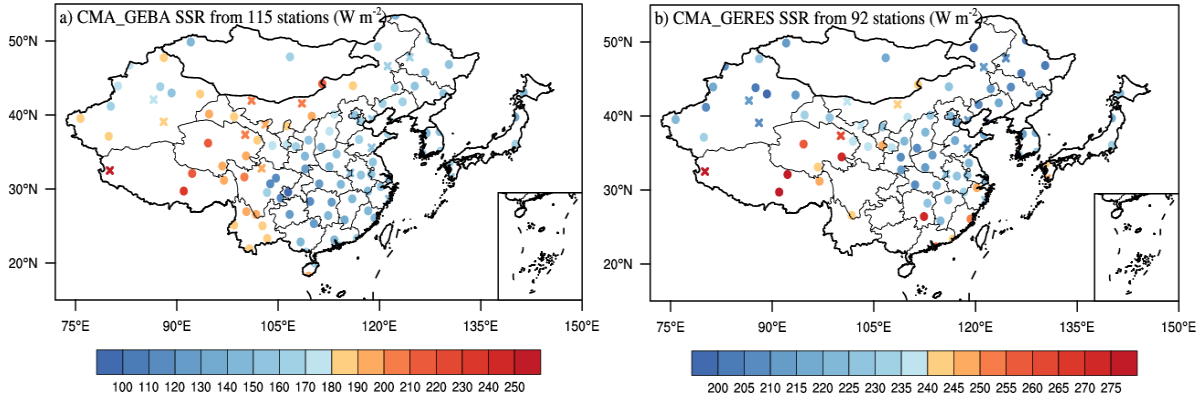 a) CMA_GEBA SSR from 115 stations (W m⁻²)
50°N
40°N
30°N
20°N
75°E 90°E 105°E 120°E 135°E 150°E
100 110 120 130 140 150 160 170 180 190 200 210 220 230 240 250
b) CMA_GERES SSR from 92 stations (W m⁻²)
50°N
40°N
30°N
20°N
75°E 90°E 105°E 120°E 135°E 150°E
200 205 210 215 220 225 230 235 240 245 250 255 260 265 270 275